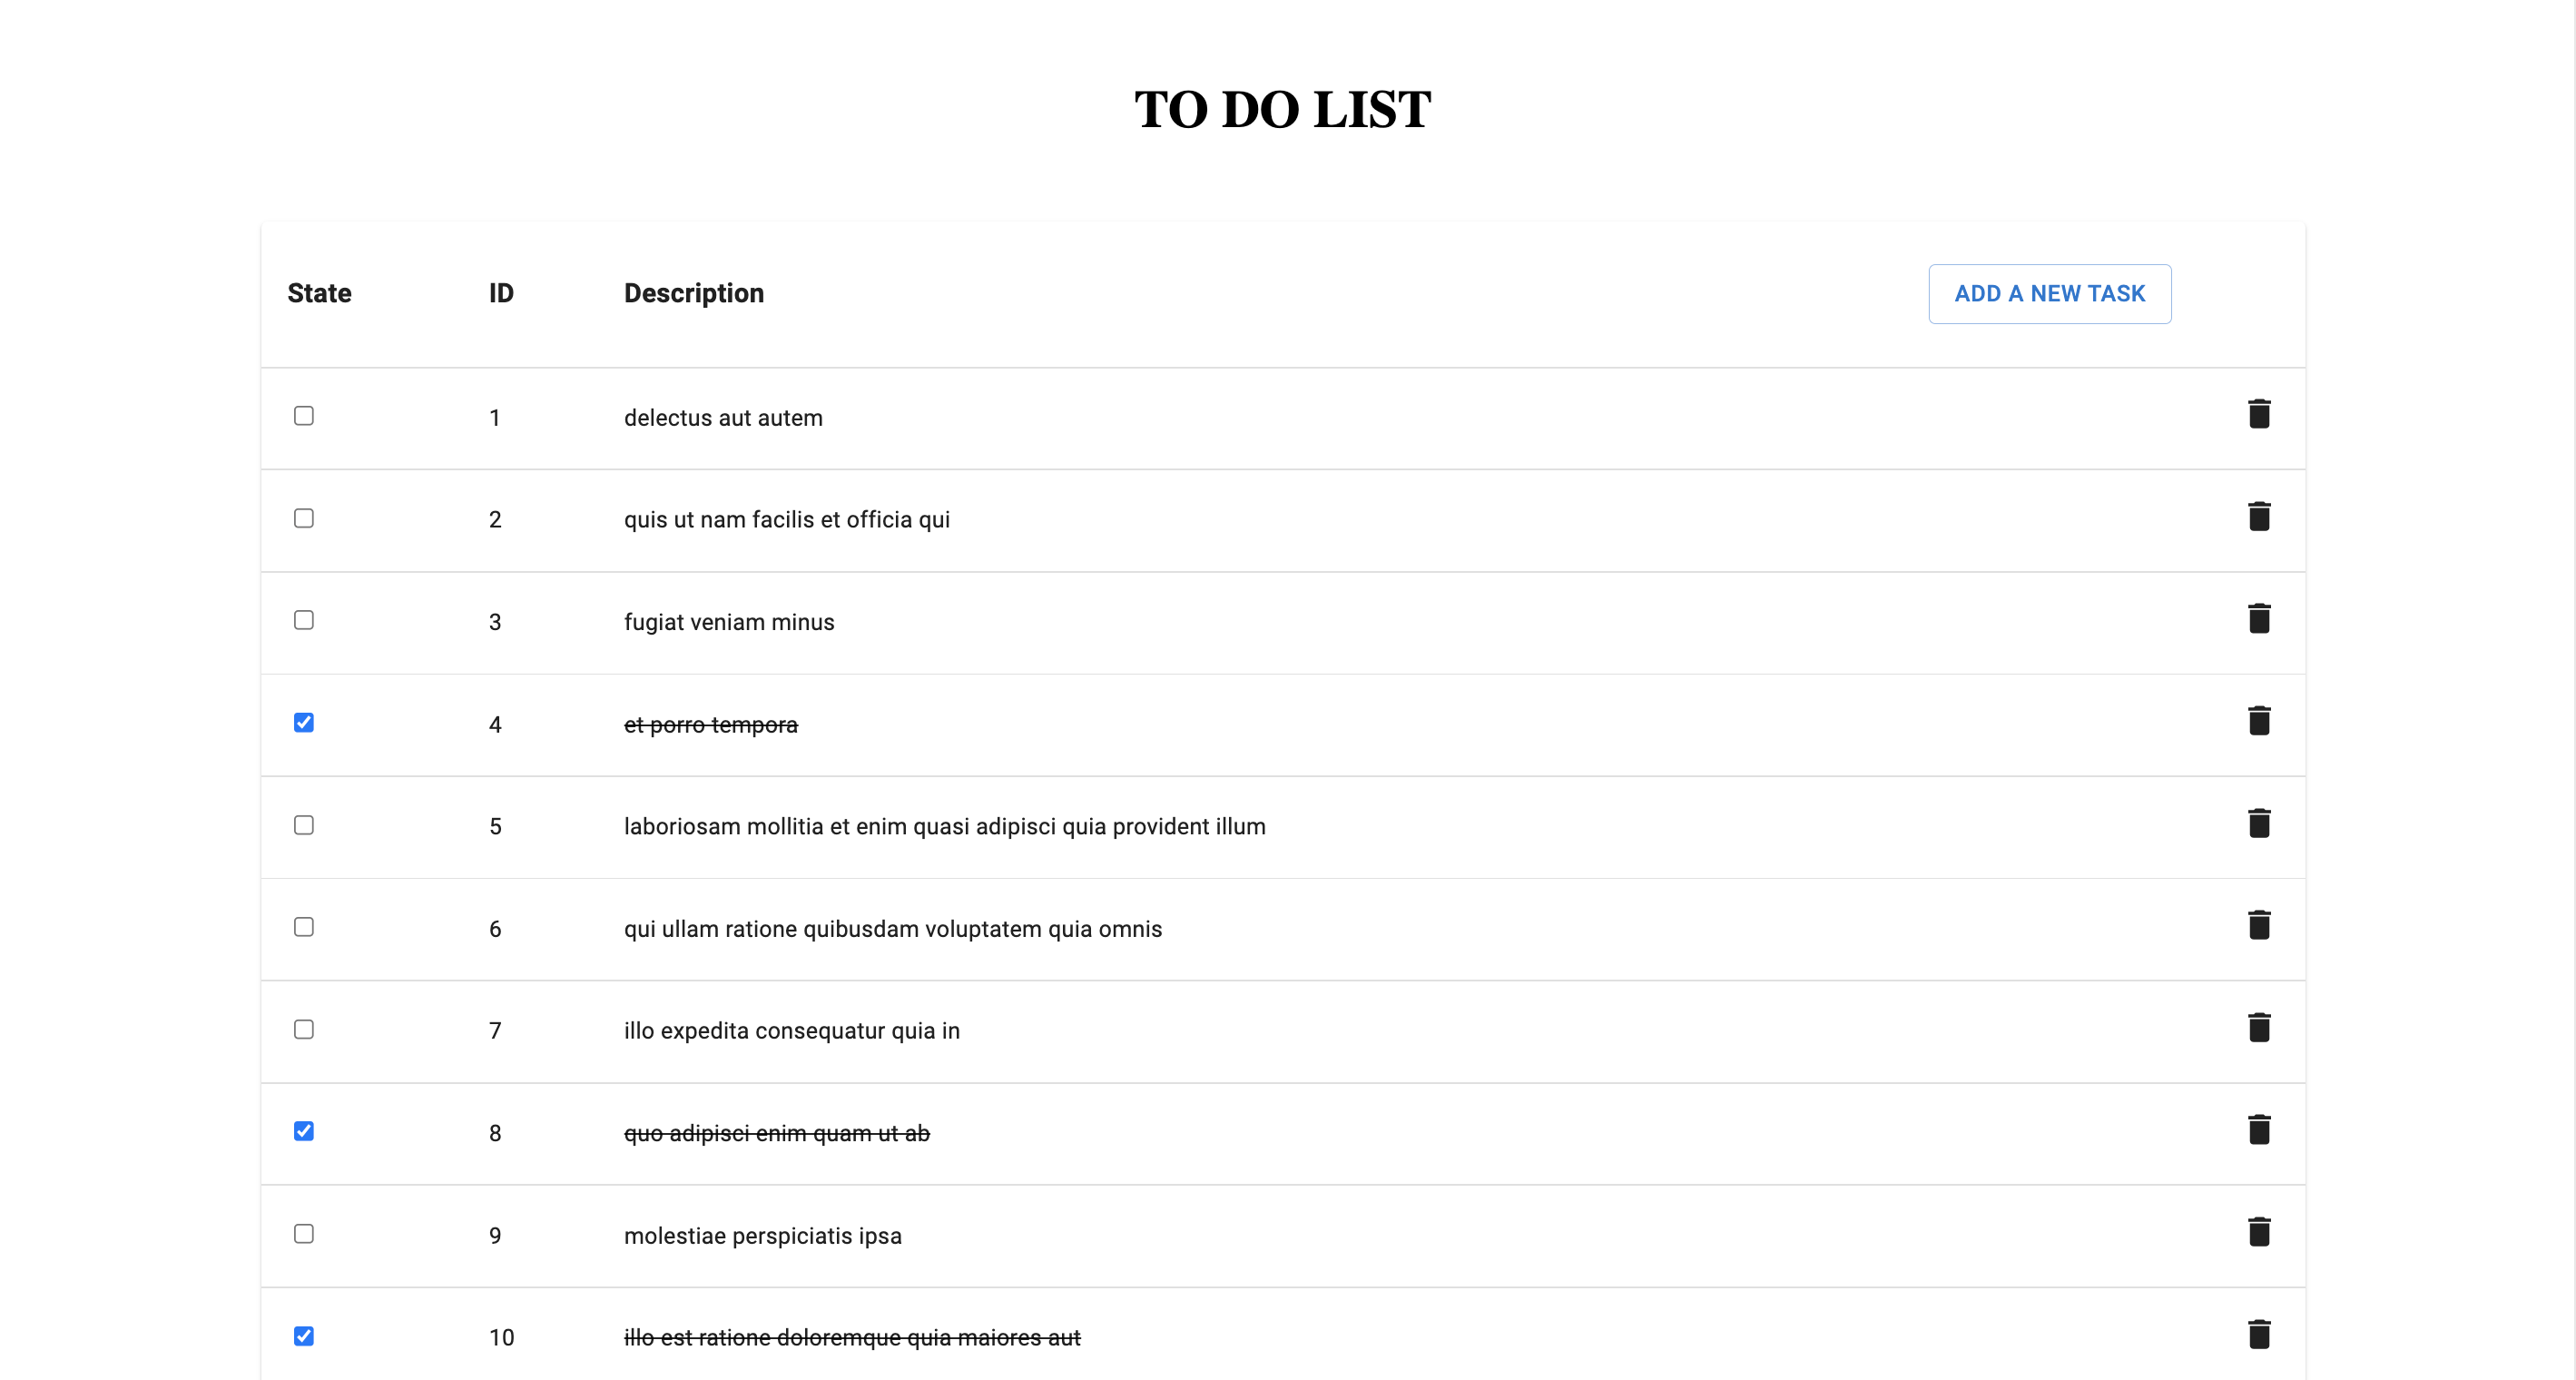 TO DO LIST
State ID Description ADD A NEW TASK
1 delectus aut autem
2 quis ut nam facilis et officia qui
3 fugiat veniam minus
4 et porro tempora
5 laboriosam mollitia et enim quasi adipisci quia provident illum
6 qui ullam ratione quibusdam voluptatem quia omnis
7 illo expedita consequatur quia in
8 quo adipisci enim quam ut ab
9 molestiae perspiciatis ipsa
10 illo est ratione doloremque quia maiores aut